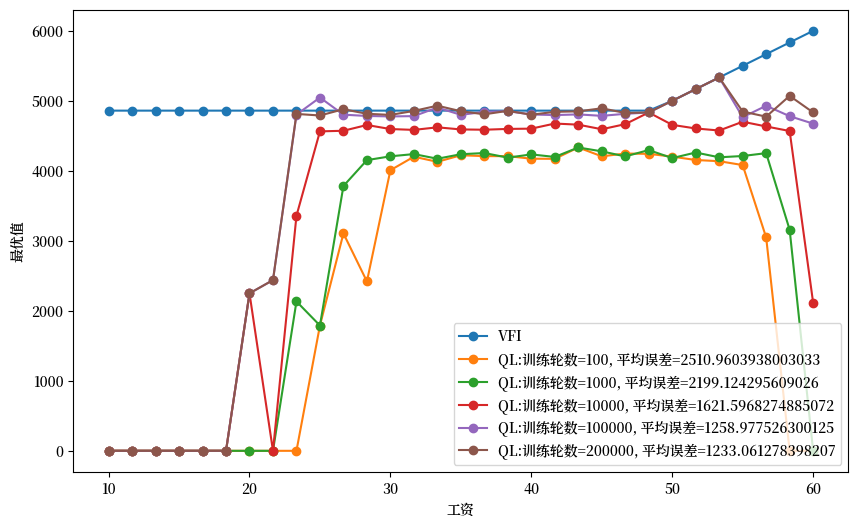 6000
5000
4000
3000
2000
1000
0
最优值
VFI
QL:训练轮数=100, 平均误差=2510.9603938003033
QL:训练轮数=1000, 平均误差=2199.124295609026
QL:训练轮数=10000, 平均误差=1621.5968274885072
QL:训练轮数=100000, 平均误差=1258.977526300125
QL:训练轮数=200000, 平均误差=1233.061278398207
10 20 30 40 50 60
工资